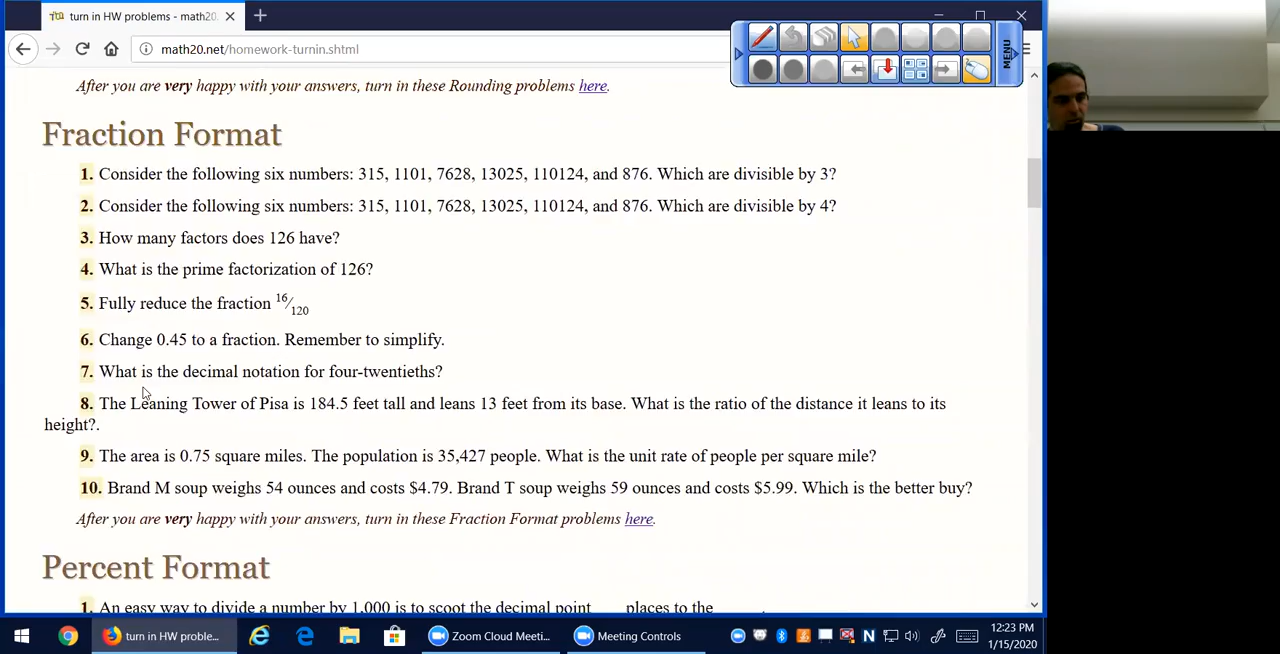 turn in HW problems - math20.
math20.net/homework-turnin.shtml
MENU
After you are very happy with your answers, turn in these Rounding problems here.
Fraction Format
1. Consider the following six numbers: 315, 1101, 7628, 13025, 110124, and 876. Which are divisible by 3?
2. Consider the following six numbers: 315, 1101, 7628, 13025, 110124, and 876. Which are divisible by 4?
3. How many factors does 126 have?
4. What is the prime factorization of 126?
5. Fully reduce the fraction 16/120
6. Change 0.45 to a fraction. Remember to simplify.
7. What is the decimal notation for four-twentieths?
8. The Leaning Tower of Pisa is 184.5 feet tall and leans 13 feet from its base. What is the ratio of the distance it leans to its
height?.
9. The area is 0.75 square miles. The population is 35,427 people. What is the unit rate of people per square mile?
10. Brand M soup weighs 54 ounces and costs $4.79. Brand T soup weighs 59 ounces and costs $5.99. Which is the better buy?
After you are very happy with your answers, turn in these Fraction Format problems here.
Percent Format
1. An easy way to divide a number by 1,000 is to scoot the decimal point ___ places to the ______.
turn in HW proble...
Zoom Cloud Meeti...
Meeting Controls
12:23 PM
1/15/2020